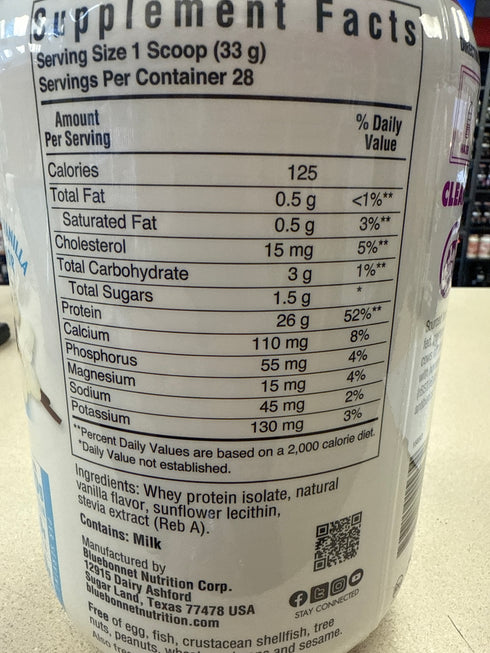 Supplement Facts
Serving Size 1 Scoop (33 g)
Servings Per Container 28
Amount Per Serving % Daily Value
Calories 125
Total Fat 0.5 g <1%**
Saturated Fat 0.5 g 3%**
Cholesterol 15 mg 5%**
Total Carbohydrate 3 g 1%**
Total Sugars 1.5 g *
Protein 26 g 52%**
Calcium 110 mg 8%
Phosphorus 55 mg 4%
Magnesium 15 mg 4%
Sodium 45 mg 2%
Potassium 130 mg 3%
**Percent Daily Values are based on a 2,000 calorie diet.
*Daily Value not established.
Ingredients: Whey protein isolate, natural
vanilla flavor, sunflower lecithin,
stevia extract (Reb A).
Contains: Milk
Manufactured by
Bluebonnet Nutrition Corp.
12915 Dairy Ashford
Sugar Land, Texas 77478 USA
bluebonnetnutrition.com
STAY CONNECTED
Free of egg, fish, crustacean shellfish, tree
nuts, peanuts, and sesame.
Also